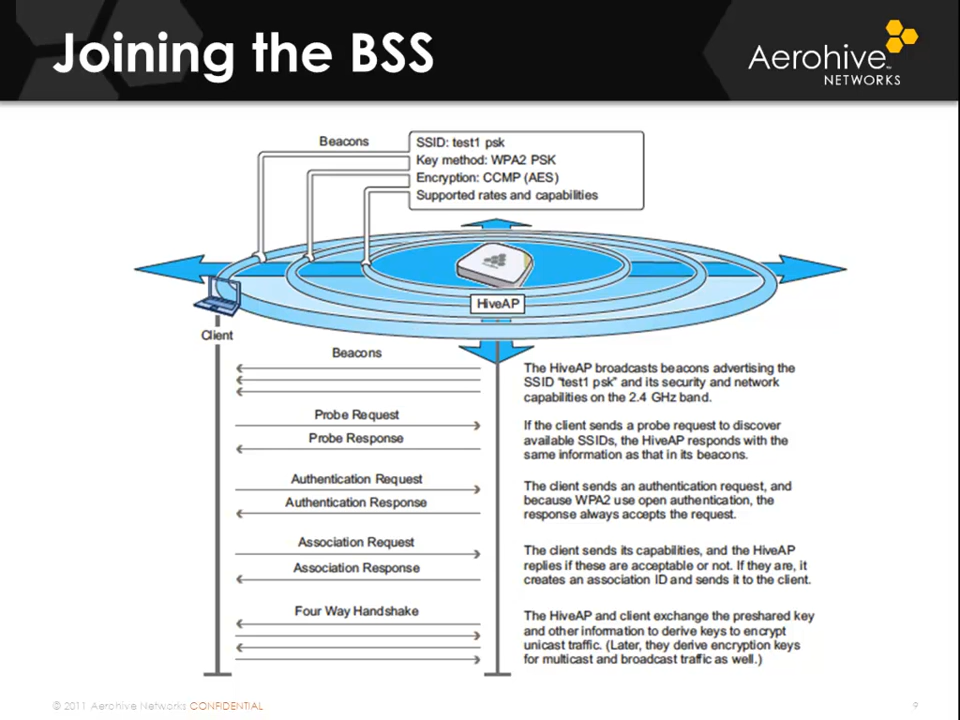 Joining the BSS
Aerohive™
NETWORKS
Beacons
SSID: test1 psk
Key method: WPA2 PSK
Encryption: CCMP (AES)
Supported rates and capabilities
HiveAP
Client
Beacons
The HiveAP broadcasts beacons advertising the
SSID "test1 psk" and its security and network
capabilities on the 2.4 GHz band.
Probe Request
Probe Response
If the client sends a probe request to discover
available SSIDs, the HiveAP responds with the
same information as that in its beacons.
Authentication Request
Authentication Response
The client sends an authentication request, and
because WPA2 use open authentication, the
response always accepts the request.
Association Request
Association Response
The client sends its capabilities, and the HiveAP
replies if these are acceptable or not. If they are, it
creates an association ID and sends it to the client.
Four Way Handshake
The HiveAP and client exchange the preshared key
and other information to derive keys to encrypt
unicast traffic. (Later, they derive encryption keys
for multicast and broadcast traffic as well.)
© 2011 Aerohive Networks CONFIDENTIAL
9